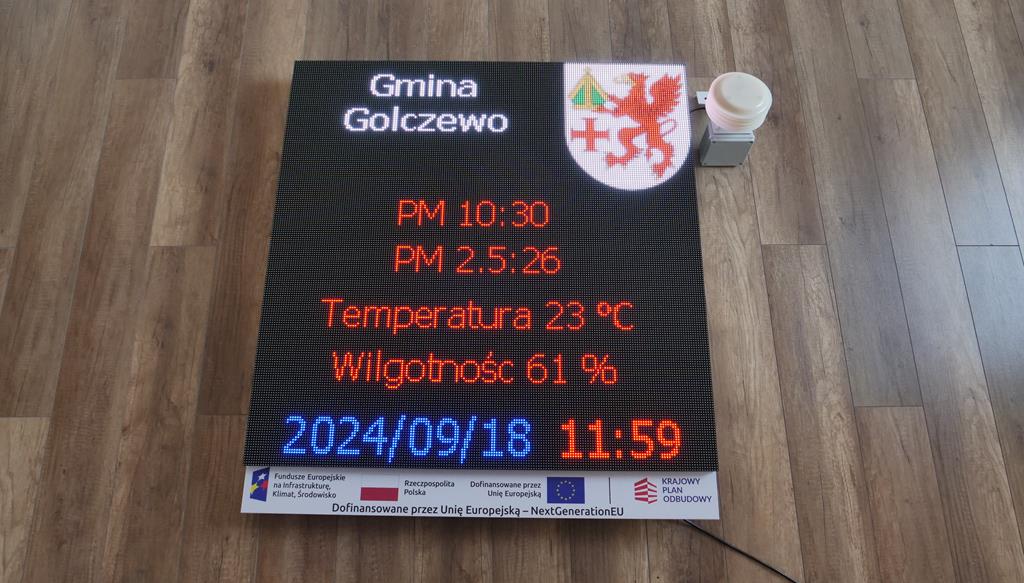 Gmina
Golczewo
PM 10:30
PM 2.5:26
Temperatura 23 °C
Wilgotność 61 %
2024/09/18 11:59
Fundusze Europejskie
na Infrastrukturę,
Klimat, Środowisko
Rzeczpospolita
Polska
Dofinansowane przez
Unię Europejską
KRAJOWY
PLAN
ODBUDOWY
Dofinansowane przez Unię Europejską – NextGenerationEU